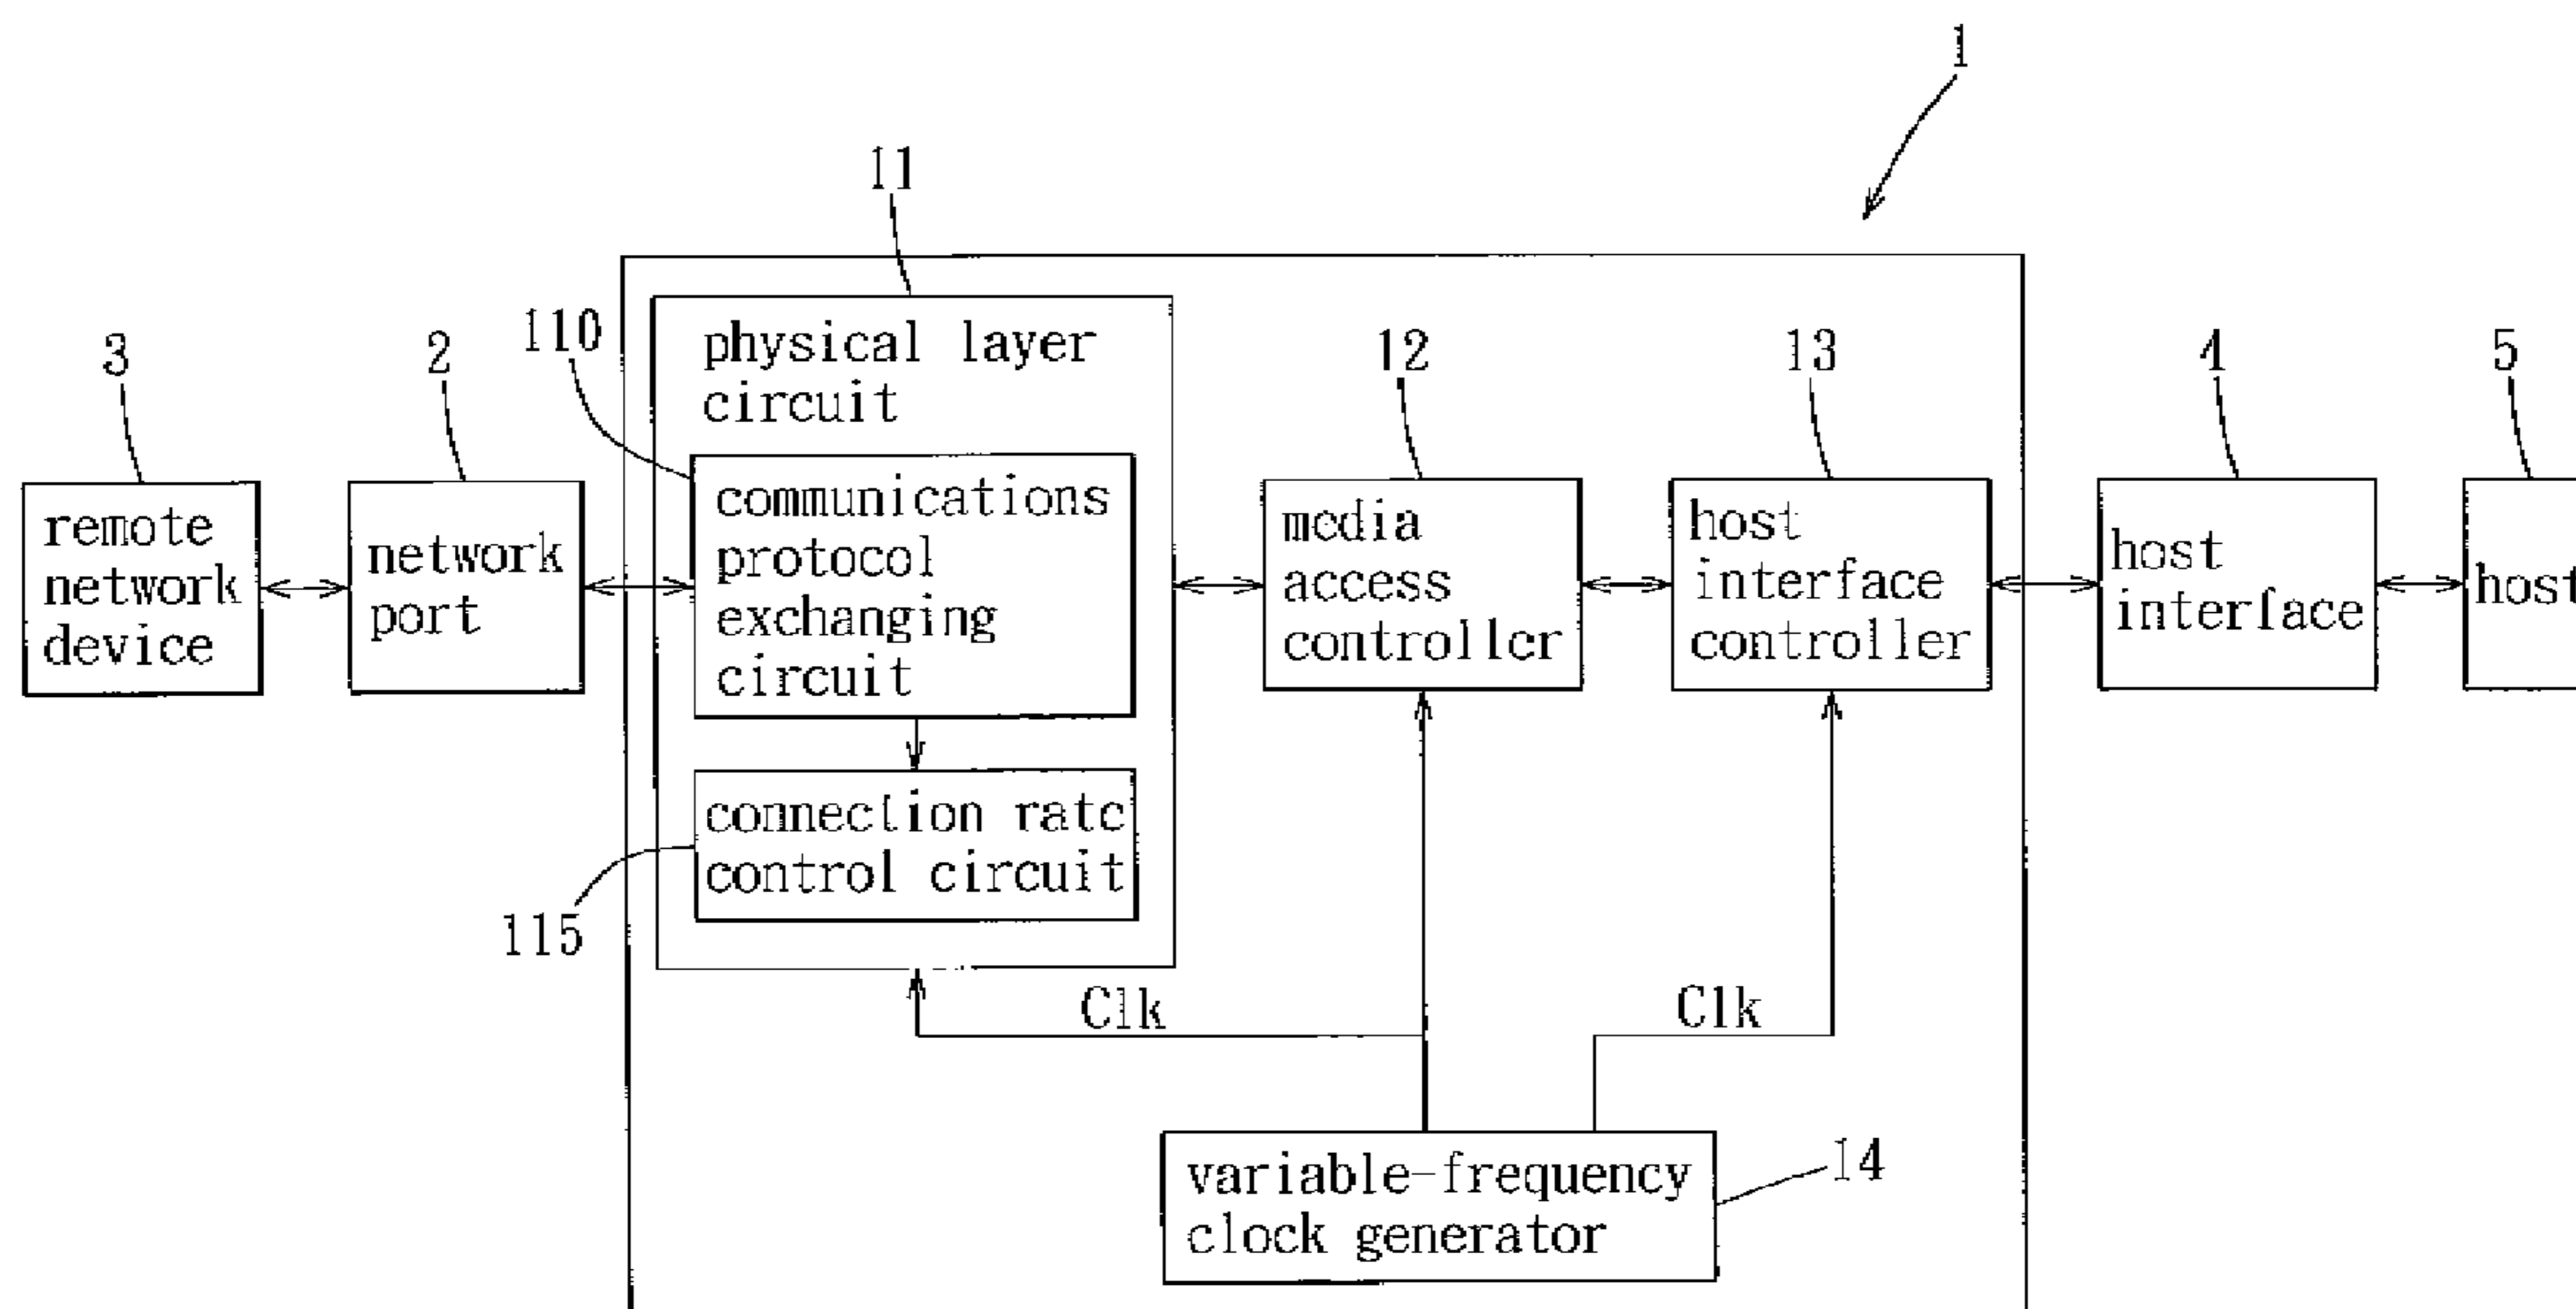 1
11
110
physical layer
circuit
3
2
12
13
4
5
remote
network
device
network
port
communications
protocol
exchanging
circuit
media
access
controller
host
interface
controller
host
interface
host
connection rate
control circuit
115
Clk
Clk
variable-frequency
clock generator
14